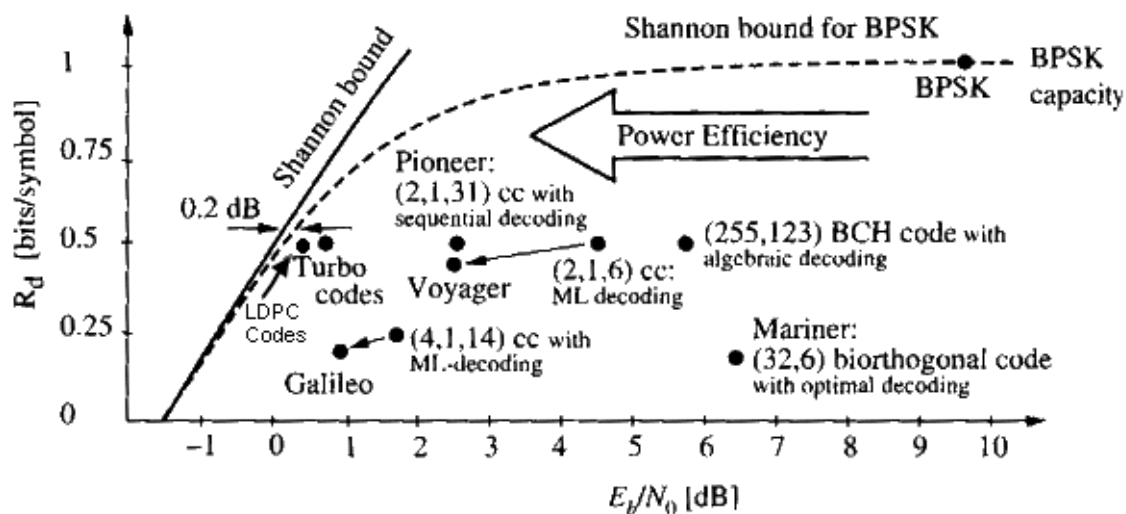 Shannon bound for BPSK
BPSK
BPSK
capacity
Shannon bound
Power Efficiency
Pioneer:
(2,1,31) cc with
sequential decoding
0.2 dB
Turbo
codes
LDPC
Codes
Voyager
(2,1,6) cc:
ML decoding
(255,123) BCH code with
algebraic decoding
Galileo
(4,1,14) cc with
ML-decoding
Mariner:
(32,6) biorthogonal code
with optimal decoding
R_d [bits/symbol]
1
0.75
0.5
0.25
0
−1 0 1 2 3 4 5 6 7 8 9 10
E_b/N_0 [dB]